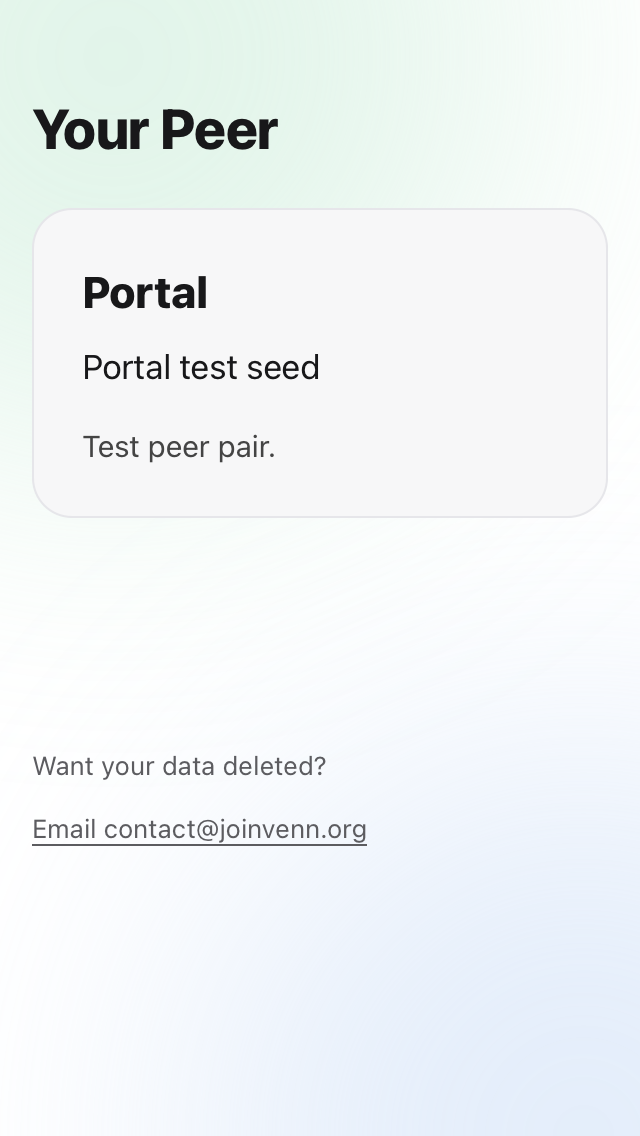 Your Peer
Portal
Portal test seed
Test peer pair.
Want your data deleted?
Email contact@joinvenn.org